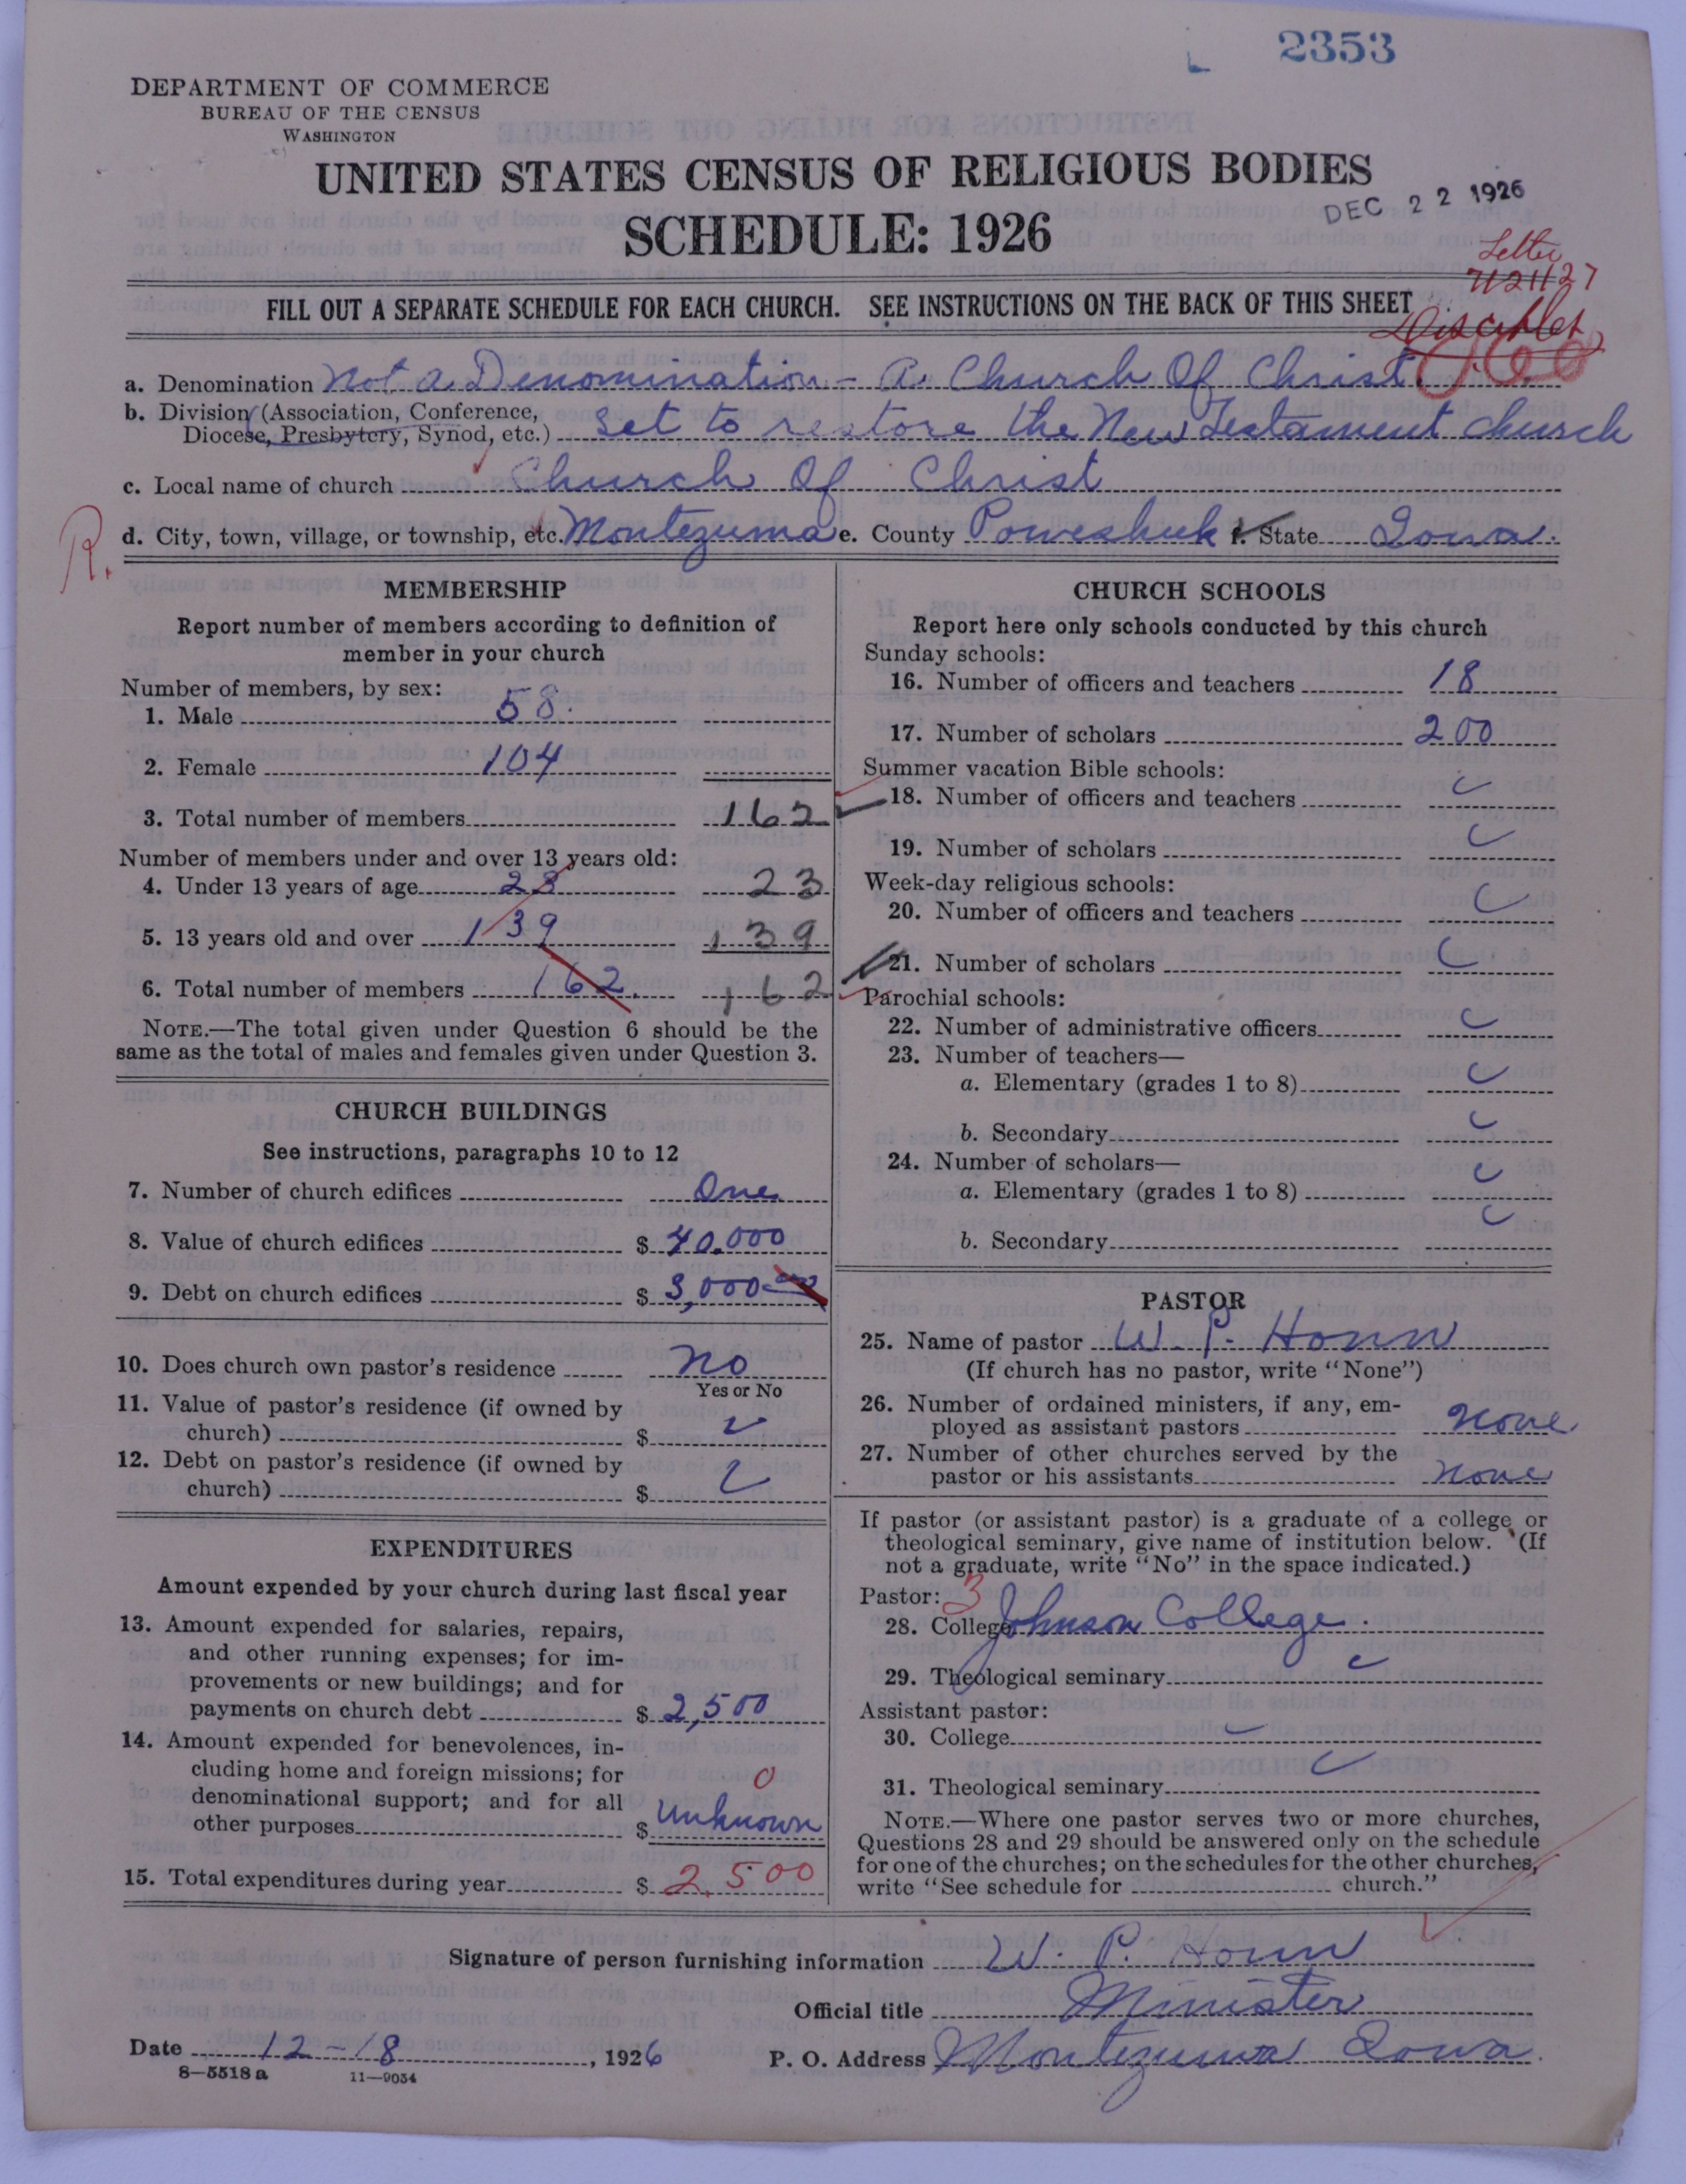 2353
DEPARTMENT OF COMMERCE
BUREAU OF THE CENSUS
WASHINGTON
UNITED STATES CENSUS OF RELIGIOUS BODIES
DEC 22 1926
SCHEDULE: 1926
Letter
FILL OUT A SEPARATE SCHEDULE FOR EACH CHURCH. SEE INSTRUCTIONS ON THE BACK OF THIS SHEET
Disciples
a. Denomination Not a Denomination - A Church Of Christ
b. Division (Association, Conference,
Diocese, Presbytery, Synod, etc.) Set to restore the New Testament church
c. Local name of church Church Of Christ
R.
d. City, town, village, or township, etc. Montezuma e. County Poweshiek f. State Iowa.
MEMBERSHIP
Report number of members according to definition of
member in your church
Number of members, by sex:
1. Male 58
2. Female 104
3. Total number of members 162
Number of members under and over 13 years old:
4. Under 13 years of age 23 23
5. 13 years old and over 139 139
6. Total number of members 162. 162
NOTE.—The total given under Question 6 should be the
same as the total of males and females given under Question 3.
CHURCH BUILDINGS
See instructions, paragraphs 10 to 12
7. Number of church edifices One
8. Value of church edifices $ 40.000
9. Debt on church edifices $ 3,000
10. Does church own pastor's residence No
Yes or No
11. Value of pastor's residence (if owned by
church) $
12. Debt on pastor's residence (if owned by
church) $
EXPENDITURES
Amount expended by your church during last fiscal year
13. Amount expended for salaries, repairs,
and other running expenses; for im-
provements or new buildings; and for
payments on church debt $ 2,500
14. Amount expended for benevolences, in-
cluding home and foreign missions; for
denominational support; and for all 0
other purposes $ Unknown
15. Total expenditures during year $ 2,500
CHURCH SCHOOLS
Report here only schools conducted by this church
Sunday schools:
16. Number of officers and teachers 18
17. Number of scholars 200
Summer vacation Bible schools:
18. Number of officers and teachers c
19. Number of scholars c
Week-day religious schools:
20. Number of officers and teachers c
21. Number of scholars c
Parochial schools:
22. Number of administrative officers c
23. Number of teachers—
a. Elementary (grades 1 to 8) c
b. Secondary c
24. Number of scholars—
a. Elementary (grades 1 to 8) c
b. Secondary c
PASTOR
25. Name of pastor W. P. Honn
(If church has no pastor, write "None")
26. Number of ordained ministers, if any, em-
ployed as assistant pastors None
27. Number of other churches served by the
pastor or his assistants None
If pastor (or assistant pastor) is a graduate of a college or
theological seminary, give name of institution below. (If
not a graduate, write "No" in the space indicated.)
Pastor: 3
28. College Johnson College.
29. Theological seminary c
Assistant pastor:
30. College c
31. Theological seminary c
NOTE.—Where one pastor serves two or more churches,
Questions 28 and 29 should be answered only on the schedule
for one of the churches; on the schedules for the other churches,
write "See schedule for church."
Signature of person furnishing information W. P. Honn
Official title Minister
Date 12-18, 1926
P. O. Address Montezuma Iowa.
8—5518 a 11—9034